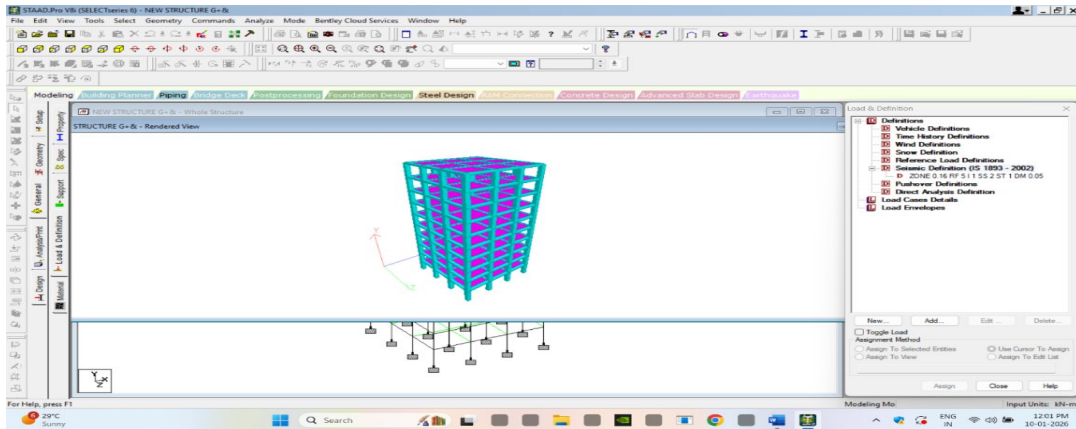 STAAD.Pro V8i (SELECTseries 6) - NEW STRUCTURE G+&
File Edit View Tools Select Geometry Commands Analyze Mode Bentley Cloud Services Window Help
Modeling Building Planner Piping Bridge Deck Postprocessing Foundation Design Steel Design RAM Connection Concrete Design Advanced Slab Design Earthquake
NEW STRUCTURE G+& - Whole Structure
STRUCTURE G+& - Rendered View
Setup
Geometry
General
Analysis/Print
Design
Property
Spec
Support
Load & Definition
Material
Y
X
Z
Load & Definition
Definitions
Vehicle Definitions
Time History Definitions
Wind Definitions
Snow Definition
Reference Load Definitions
Seismic Definition (IS 1893 - 2002)
ZONE 0.16 RF 5 I 1 SS 2 ST 1 DM 0.05
Pushover Definitions
Direct Analysis Definition
Load Cases Details
Load Envelopes
New... Add... Edit... Delete...
Toggle Load
Assignment Method
Assign To Selected Entities Use Cursor To Assign
Assign To View Assign To Edit List
Assign Close Help
For Help, press F1 Modeling Mo Input Units: kN-m
6 29°C
Sunny
Search
ENG
IN
12:01 PM
10-01-2026